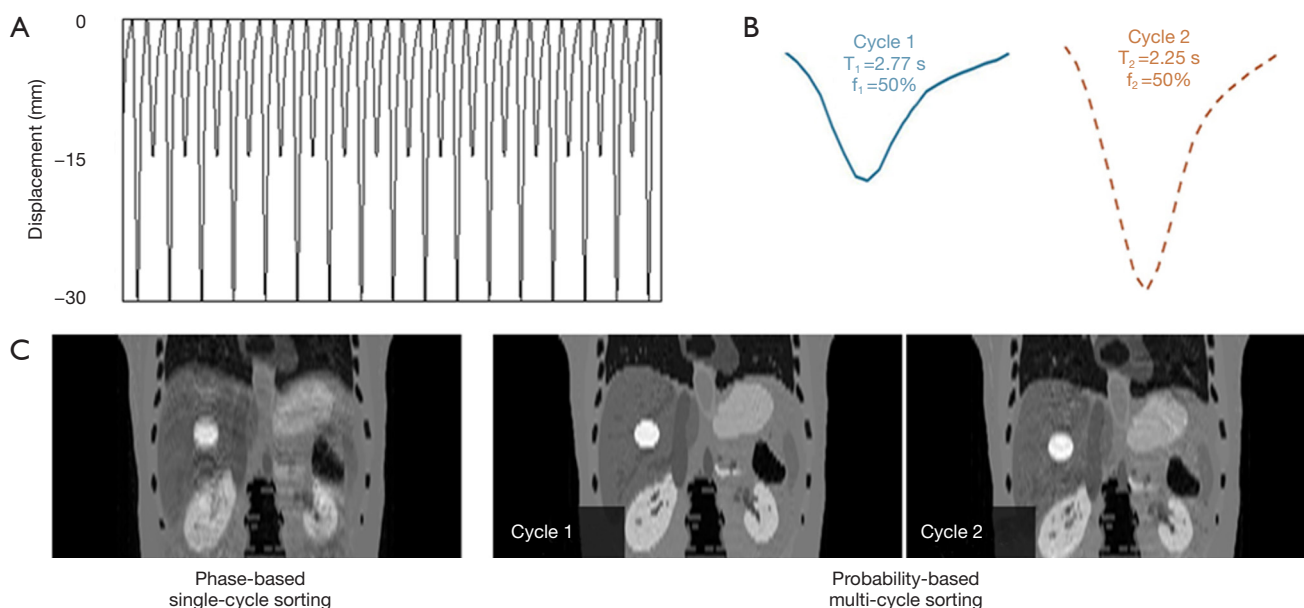 A
0
−15
−30
Displacement (mm)
B
Cycle 1
T1 =2.77 s
f1 =50%
Cycle 2
T2 =2.25 s
f2 =50%
C
Cycle 1
Cycle 2
Phase-based
single-cycle sorting
Probability-based
multi-cycle sorting